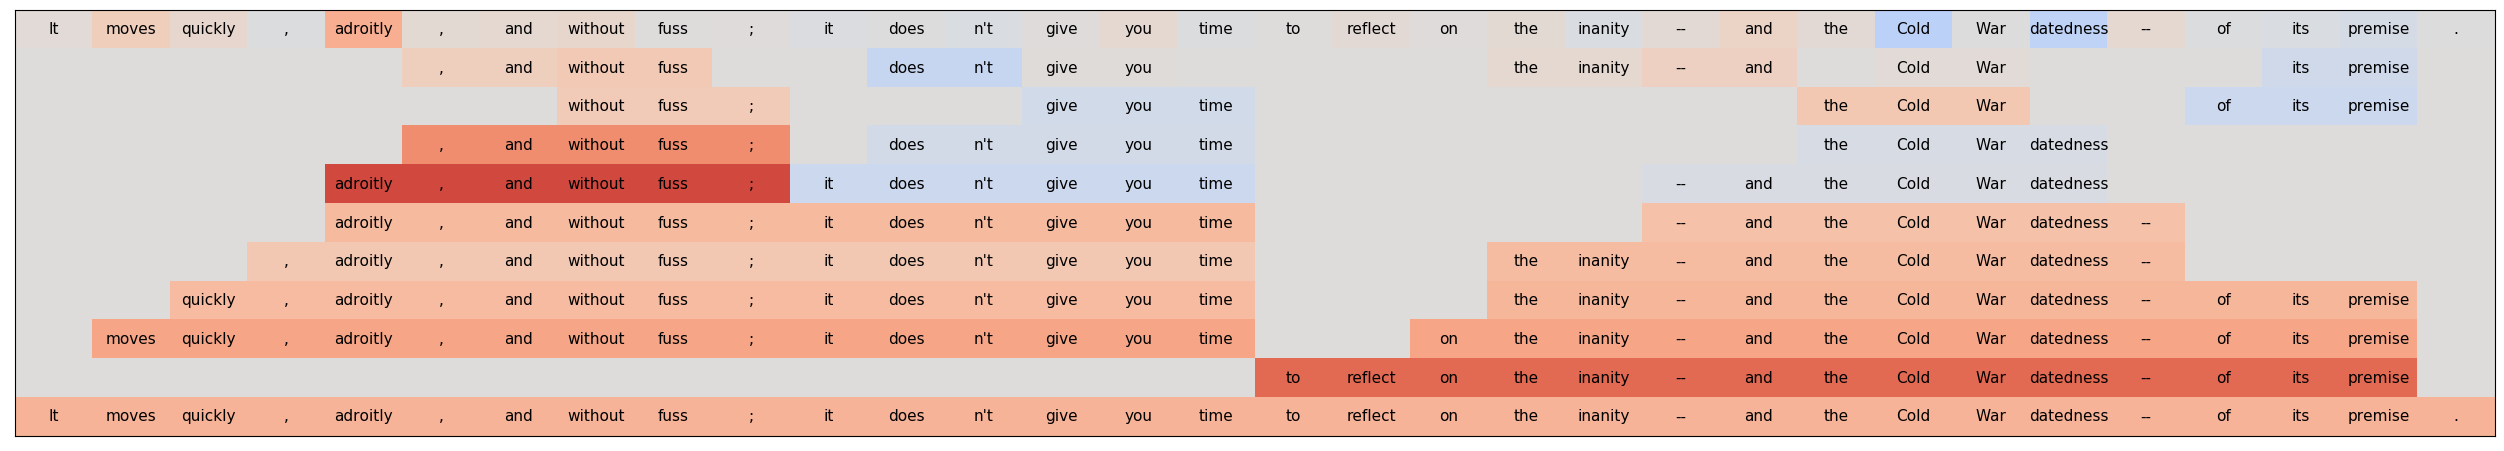 It moves quickly , adroitly , and without fuss ; it does n't give you time to reflect on the inanity -- and the Cold War datedness -- of its premise .
, and without fuss does n't give you the inanity -- and Cold War its premise
without fuss ; give you time the Cold War of its premise
, and without fuss ; does n't give you time the Cold War datedness
adroitly , and without fuss ; it does n't give you time -- and the Cold War datedness
adroitly , and without fuss ; it does n't give you time -- and the Cold War datedness --
, adroitly , and without fuss ; it does n't give you time the inanity -- and the Cold War datedness --
quickly , adroitly , and without fuss ; it does n't give you time the inanity -- and the Cold War datedness -- of its premise
moves quickly , adroitly , and without fuss ; it does n't give you time on the inanity -- and the Cold War datedness -- of its premise
to reflect on the inanity -- and the Cold War datedness -- of its premise
It moves quickly , adroitly , and without fuss ; it does n't give you time to reflect on the inanity -- and the Cold War datedness -- of its premise .